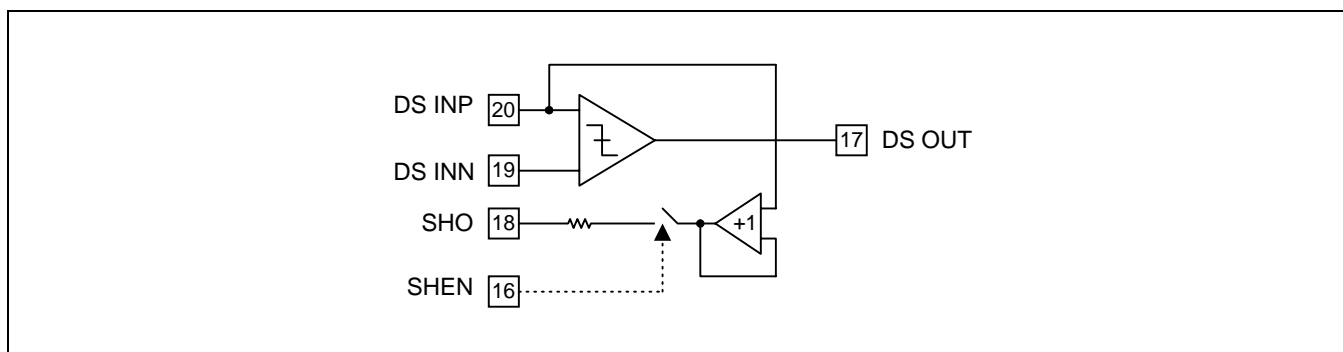 DS INP 20
17 DS OUT
DS INN 19
SHO 18
+1
SHEN 16